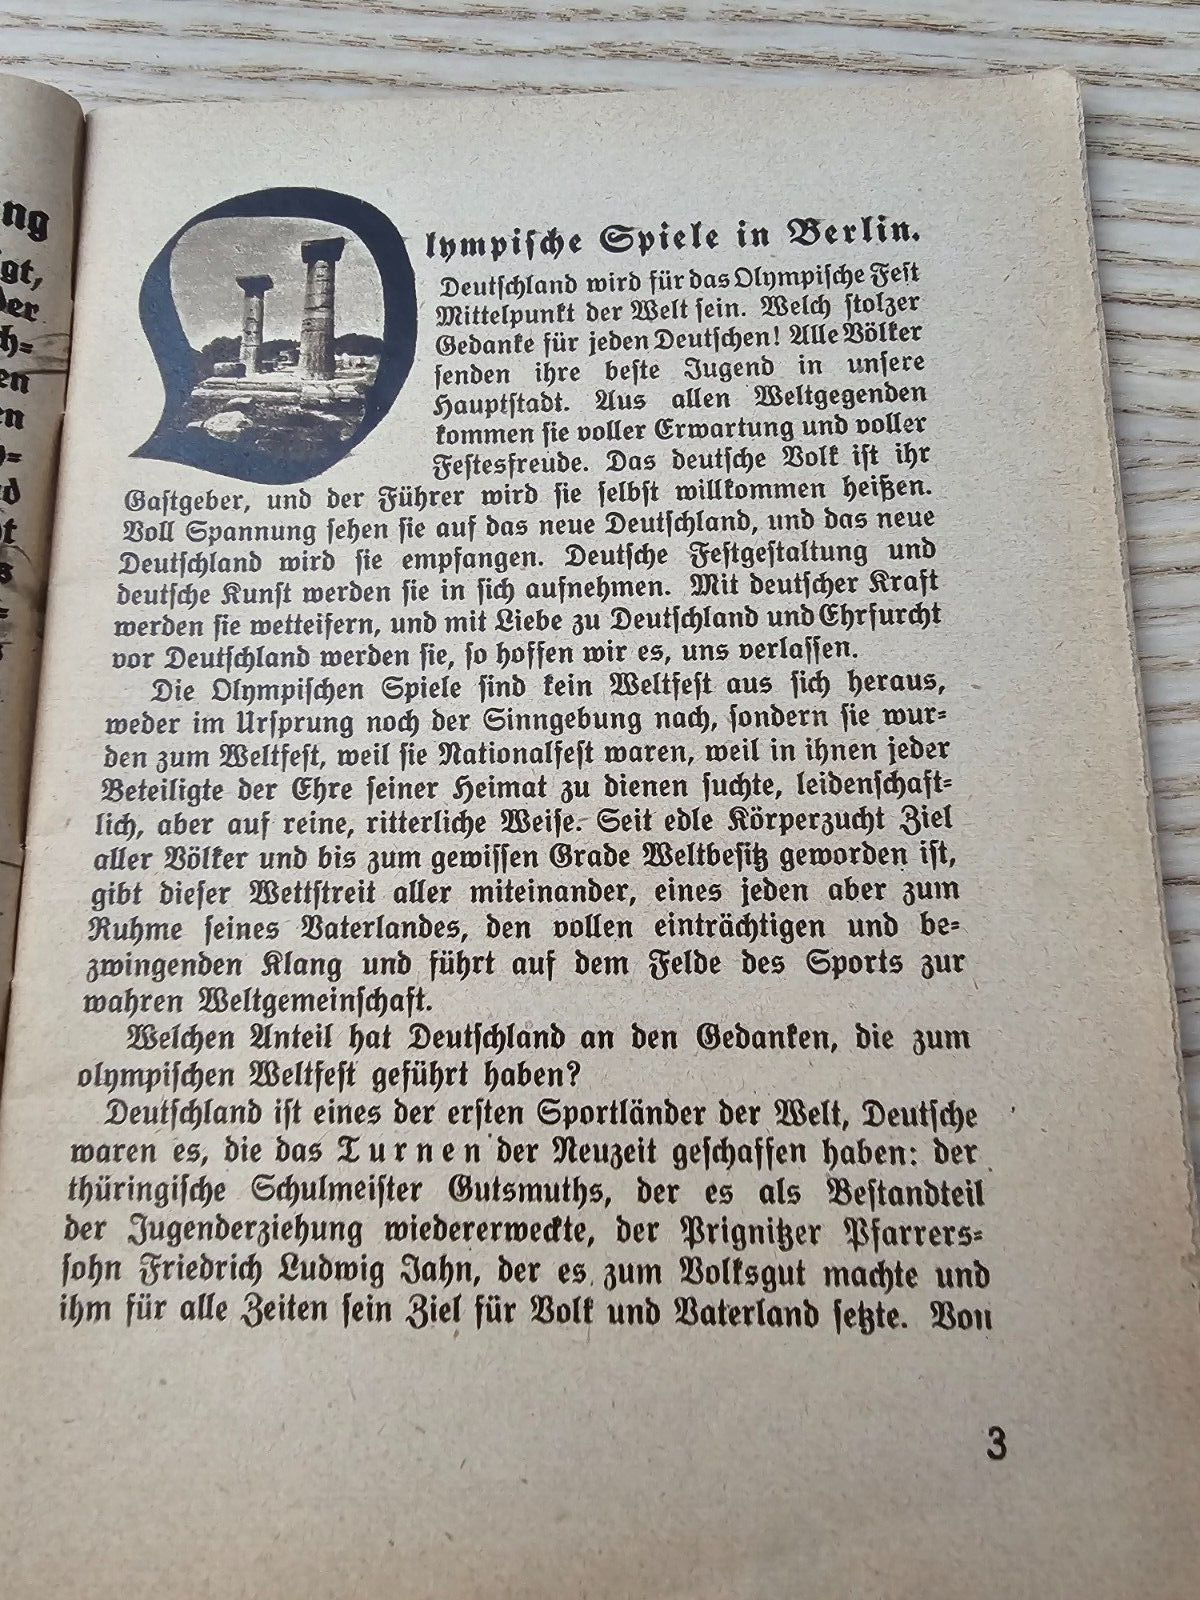 ng
gt,
der
ch=
en
en
d
t
Olympische Spiele in Berlin.
Deutschland wird für das Olympische Fest
Mittelpunkt der Welt sein. Welch stolzer
Gedanke für jeden Deutschen! Alle Völker
senden ihre beste Jugend in unsere
Hauptstadt. Aus allen Weltgegenden
kommen sie voller Erwartung und voller
Festesfreude. Das deutsche Volk ist ihr
Gastgeber, und der Führer wird sie selbst willkommen heißen.
Voll Spannung sehen sie auf das neue Deutschland, und das neue
Deutschland wird sie empfangen. Deutsche Festgestaltung und
deutsche Kunst werden sie in sich aufnehmen. Mit deutscher Kraft
werden sie wetteifern, und mit Liebe zu Deutschland und Ehrfurcht
vor Deutschland werden sie, so hoffen wir es, uns verlassen.
Die Olympischen Spiele sind kein Weltfest aus sich heraus,
weder im Ursprung noch der Sinngebung nach, sondern sie wur=
den zum Weltfest, weil sie Nationalfest waren, weil in ihnen jeder
Beteiligte der Ehre seiner Heimat zu dienen suchte, leidenschaft=
lich, aber auf reine, ritterliche Weise. Seit edle Körperzucht Ziel
aller Völker und bis zum gewissen Grade Weltbesitz geworden ist,
gibt dieser Wettstreit aller miteinander, eines jeden aber zum
Ruhme seines Vaterlandes, den vollen einträchtigen und be=
zwingenden Klang und führt auf dem Felde des Sports zur
wahren Weltgemeinschaft.
Welchen Anteil hat Deutschland an den Gedanken, die zum
olympischen Weltfest geführt haben?
Deutschland ist eines der ersten Sportländer der Welt, Deutsche
waren es, die das Turnen der Neuzeit geschaffen haben: der
thüringische Schulmeister Gutsmuths, der es als Bestandteil
der Jugenderziehung wiedererweckte, der Prignitzer Pfarrers=
sohn Friedrich Ludwig Jahn, der es zum Volksgut machte und
ihm für alle Zeiten sein Ziel für Volk und Vaterland setzte. Von
3